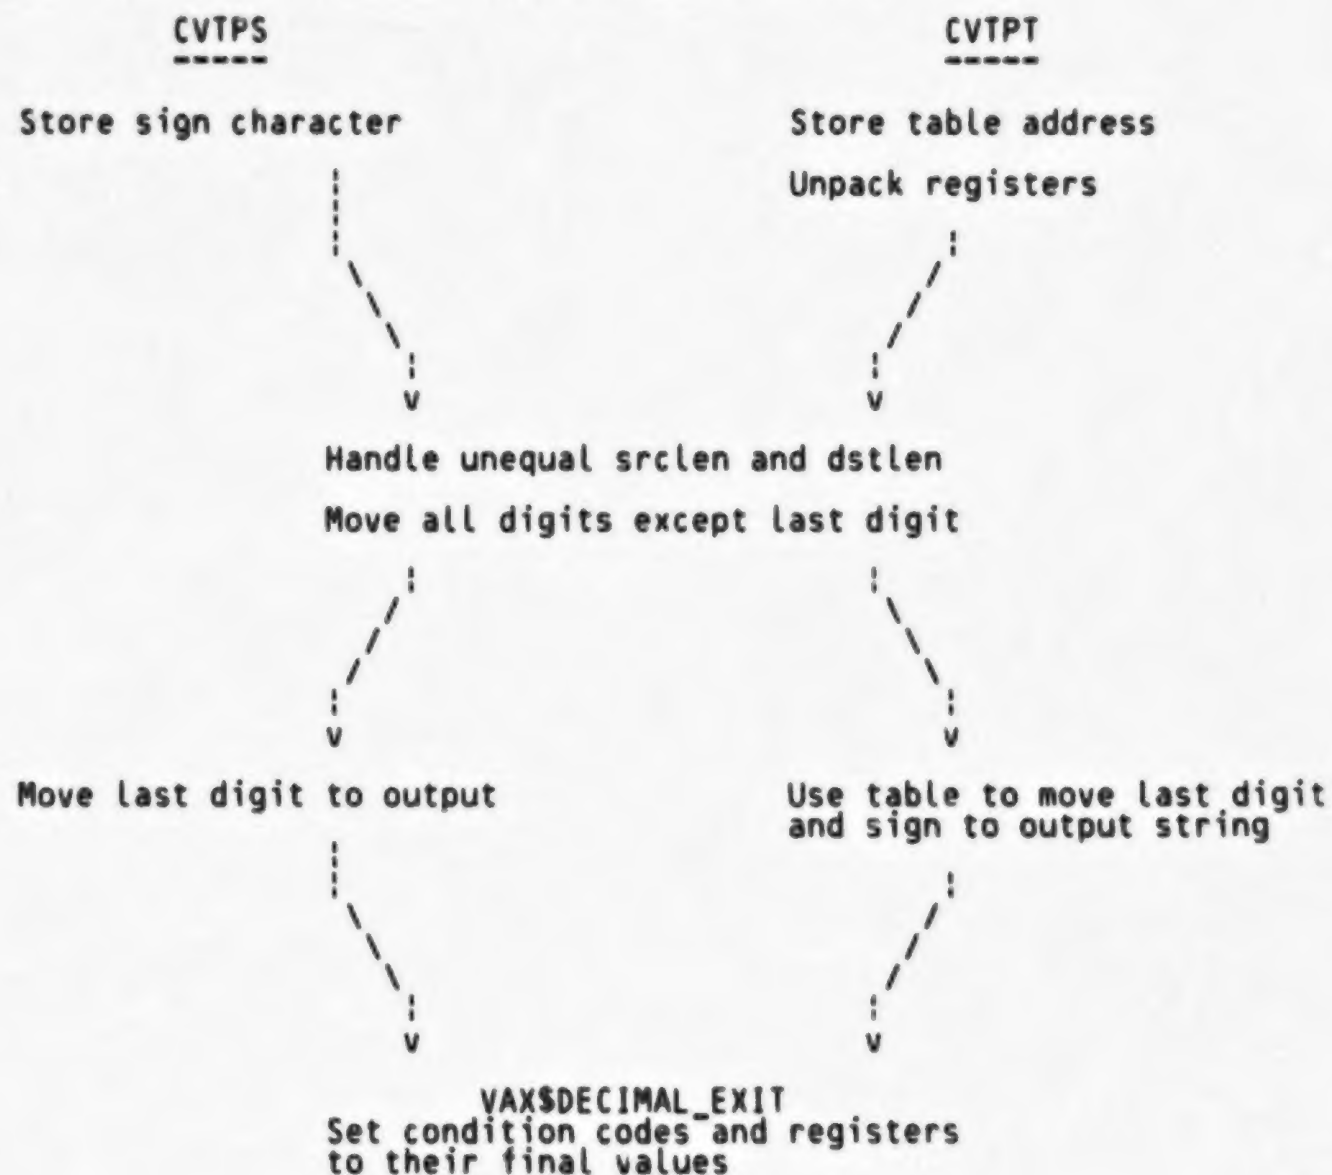 CVTPS CVTPT
----- -----
Store sign character Store table address
Unpack registers
v v
Handle unequal srclen and dstlen
Move all digits except last digit
v v
Move last digit to output Use table to move last digit
and sign to output string
v v
VAX$DECIMAL_EXIT
Set condition codes and registers
to their final values